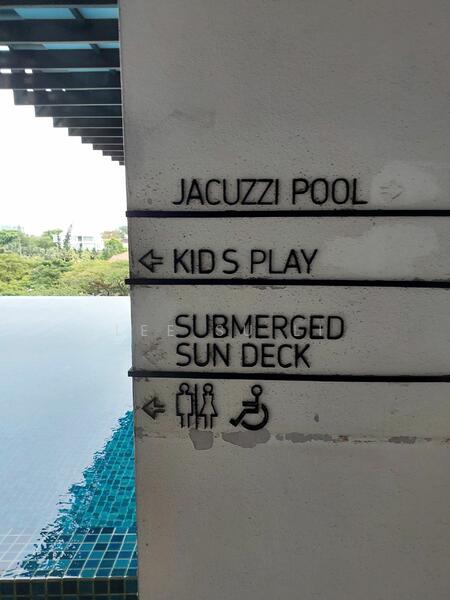 JACUZZI POOL
KID S PLAY
SUBMERGED
SUN DECK